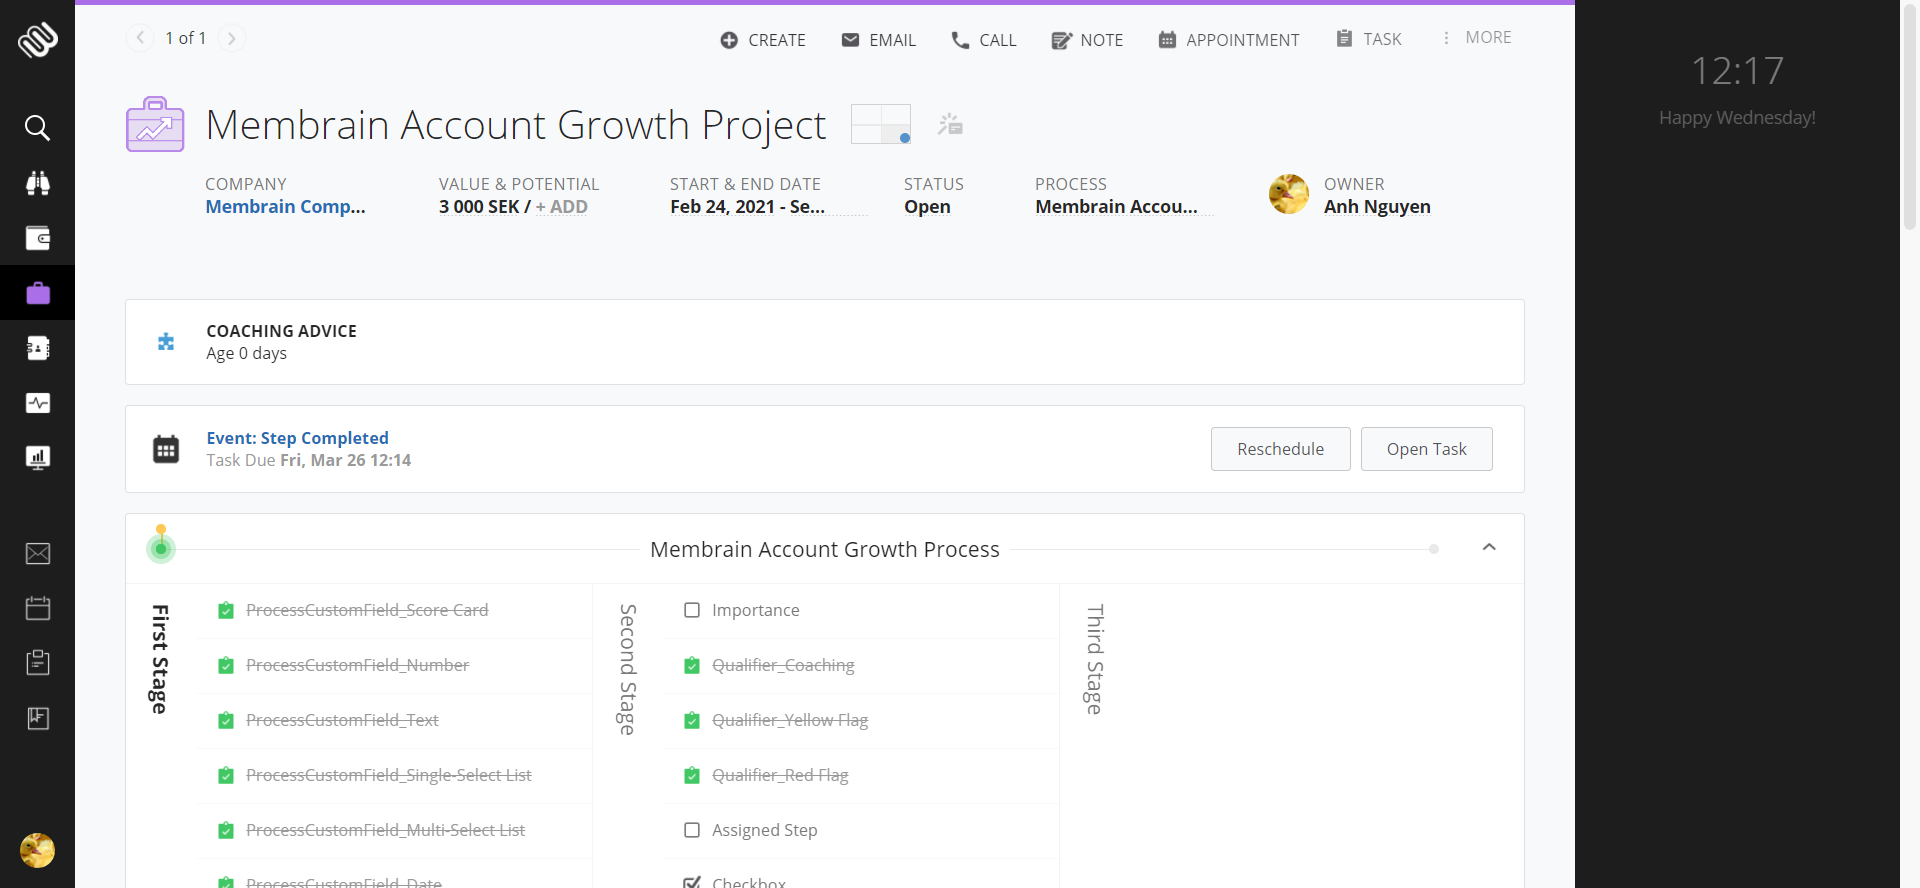 1 of 1
CREATE
EMAIL
CALL
NOTE
APPOINTMENT
TASK
MORE
12:17
Happy Wednesday!
Membrain Account Growth Project
COMPANY
Membrain Comp...
VALUE & POTENTIAL
3 000 SEK / + ADD
START & END DATE
Feb 24, 2021 - Se...
STATUS
Open
PROCESS
Membrain Accou...
OWNER
Anh Nguyen
COACHING ADVICE
Age 0 days
Event: Step Completed
Task Due Fri, Mar 26 12:14
Reschedule
Open Task
Membrain Account Growth Process
First Stage
ProcessCustomField_Score Card
ProcessCustomField_Number
ProcessCustomField_Text
ProcessCustomField_Single-Select List
ProcessCustomField_Multi-Select List
ProcessCustomField_Date
Second Stage
Importance
Qualifier_Coaching
Qualifier_Yellow Flag
Qualifier_Red Flag
Assigned Step
Checkbox
Third Stage